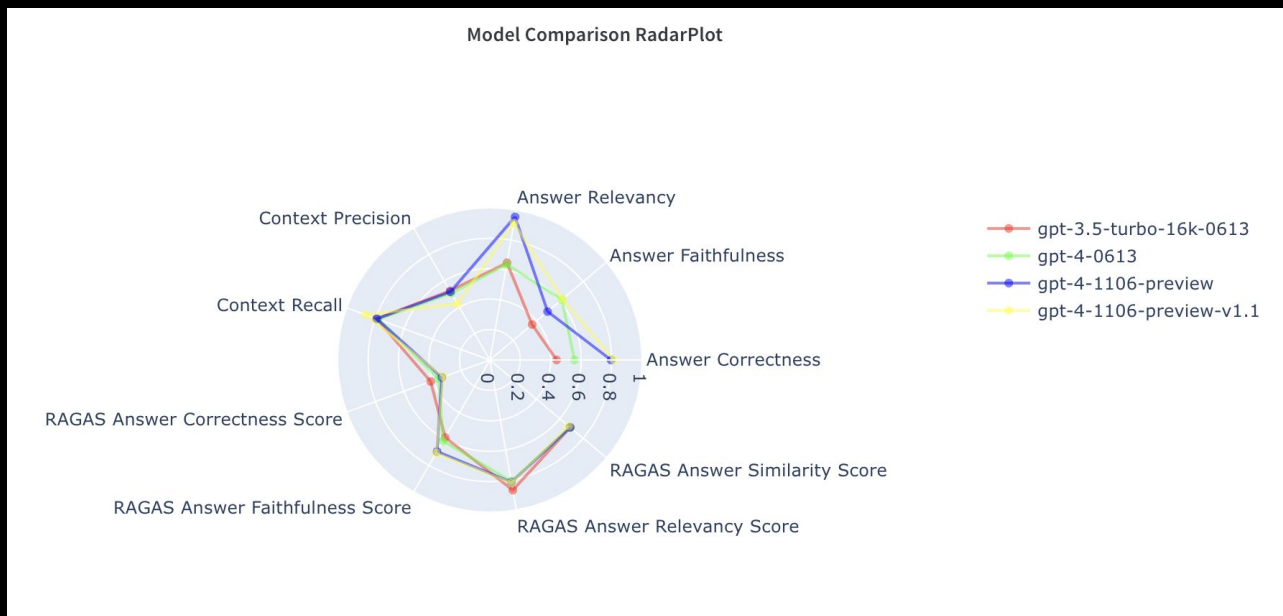 Model Comparison RadarPlot
Answer Relevancy
Context Precision
Answer Faithfulness
Context Recall
Answer Correctness
0
0.2
0.4
0.6
0.8
1
RAGAS Answer Correctness Score
RAGAS Answer Similarity Score
RAGAS Answer Faithfulness Score
RAGAS Answer Relevancy Score
gpt-3.5-turbo-16k-0613
gpt-4-0613
gpt-4-1106-preview
gpt-4-1106-preview-v1.1